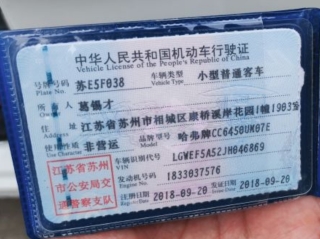 中华人民共和国机动车行驶证
Vehicle License of the People's Republic of China
号牌号码 苏E5F038 车辆类型 小型普通客车
Plate No. Vehicle Type
所有人 葛锡才
住址 江苏省苏州市相城区康桥溪岸花园1幢1903室
使用性质 非营运 品牌型号 哈弗牌CC6450UM07E
Use Character Model
江苏省苏州市公安局交通警察支队
车辆识别代号 LGWEF5A52JH046869
VIN
发动机号码 1833037576
Engine No.
注册日期 2018-09-20 发证日期 2018-09-20
Register Date Issue Date